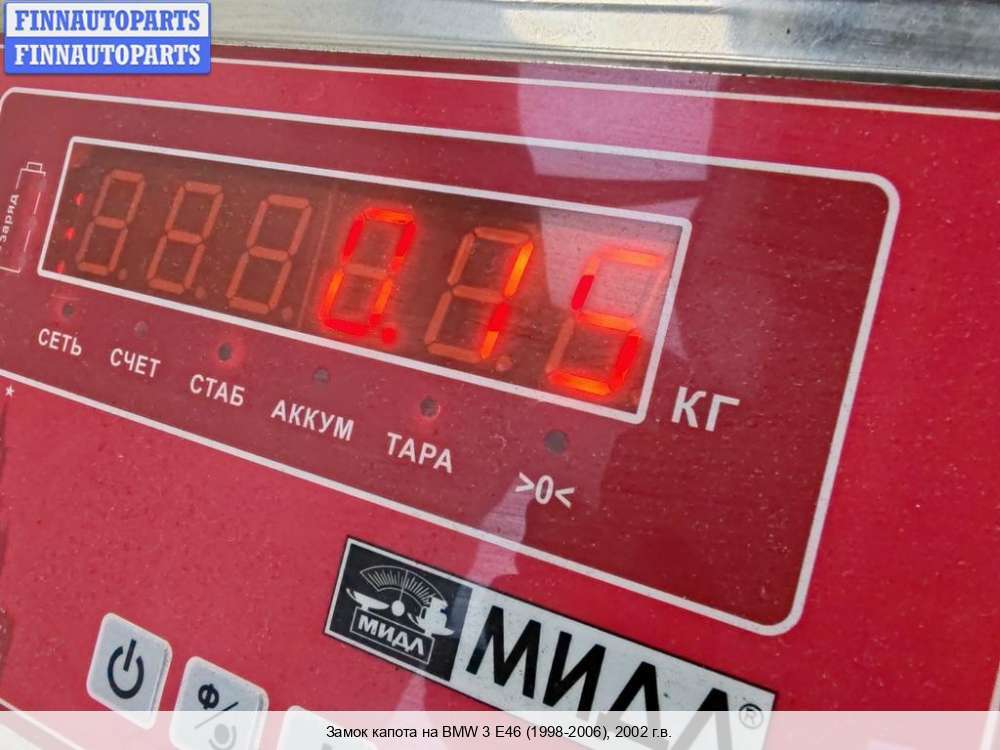 FINNAUTOPARTS
FINNAUTOPARTS
Заряд
0.15
КГ
СЕТЬ СЧЕТ СТАБ АККУМ ТАРА >0<
МИДЛ
МИДЛ®
Ф/
Замок капота на BMW 3 E46 (1998-2006), 2002 г.в.